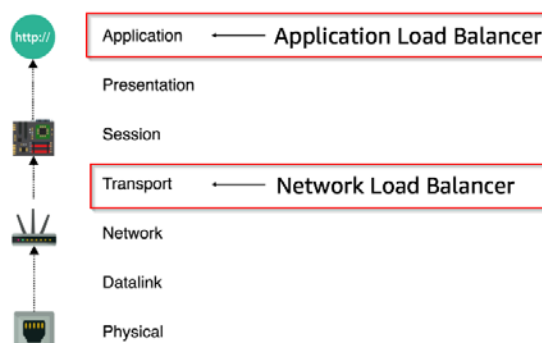 http://
Application
Application Load Balancer
Presentation
Session
Transport
Network Load Balancer
Network
Datalink
Physical